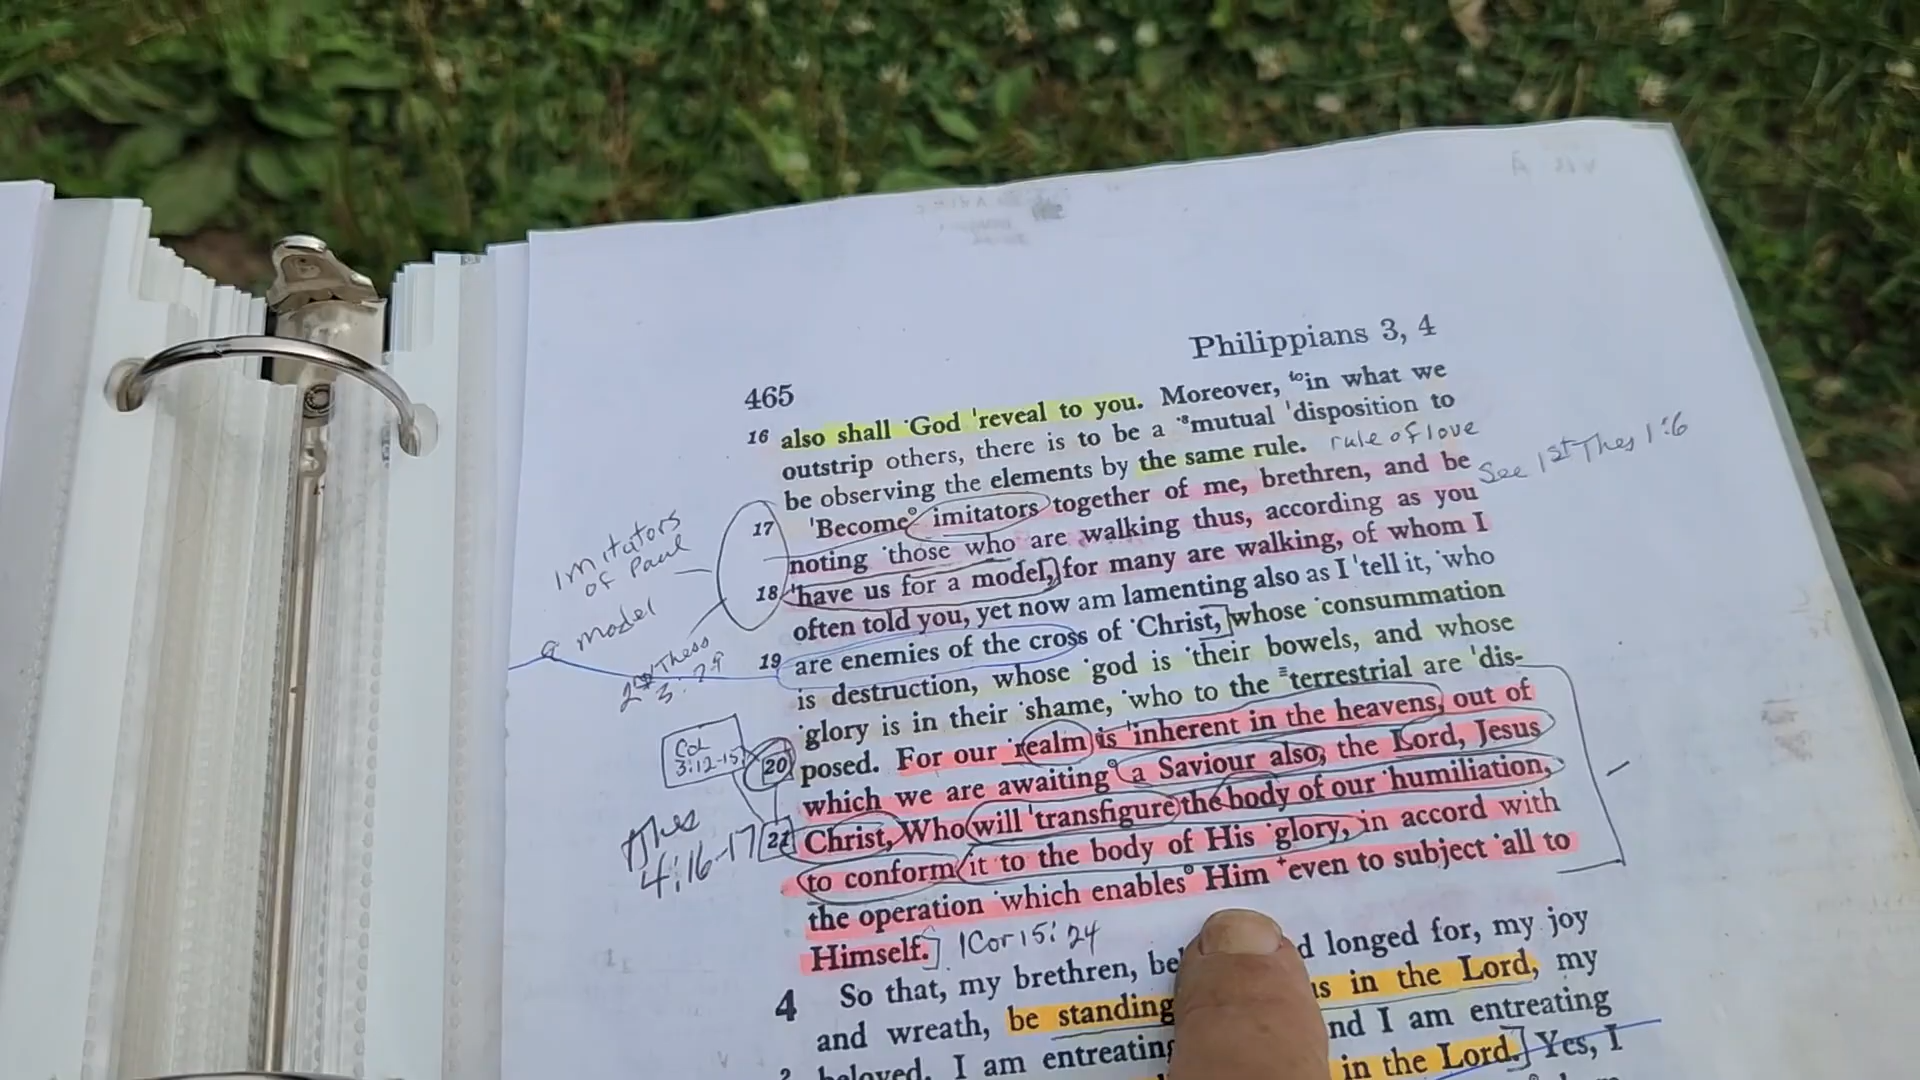 Philippians 3, 4
465
also shall ·God 'reveal to you. Moreover, to in what we
16 outstrip others, there is to be a ·s mutual 'disposition to
be observing the elements by the same rule. rule of love
See 1st Thes 1:6
17 'Become° imitators together of me, brethren, and be
noting ·those who are walking thus, according as you
18 'have us for a model, for many are walking, of whom I
often told you, yet now am lamenting also as I 'tell it, ·who
19 are enemies of the cross of ·Christ, whose ·consummation
is destruction, whose ·god is ·their bowels, and whose
·glory is in their ·shame, ·who to the ≡terrestrial are 'dis-
20 posed. For our ·realm is 'inherent in the heavens, out of
which we are awaiting° a Saviour also, the Lord, Jesus
21 Christ, Who will 'transfigure the body of our ·humiliation,
to conform it to the body of His ·glory, in accord with
the operation ·which enables° Him +even to subject ·all to
Himself. 1Cor 15:24
4 So that, my brethren, longed for, my joy
and wreath, be standing in the Lord, my
2 beloved. I am entreating nd I am entreating
in the Lord. Yes, I
Imitators
of Paul
a model
2nd Thess
Col
3:12-15
Thes
4:16-17